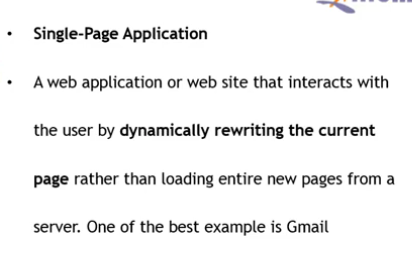 • Single-Page Application
• A web application or web site that interacts with
the user by dynamically rewriting the current
page rather than loading entire new pages from a
server. One of the best example is Gmail